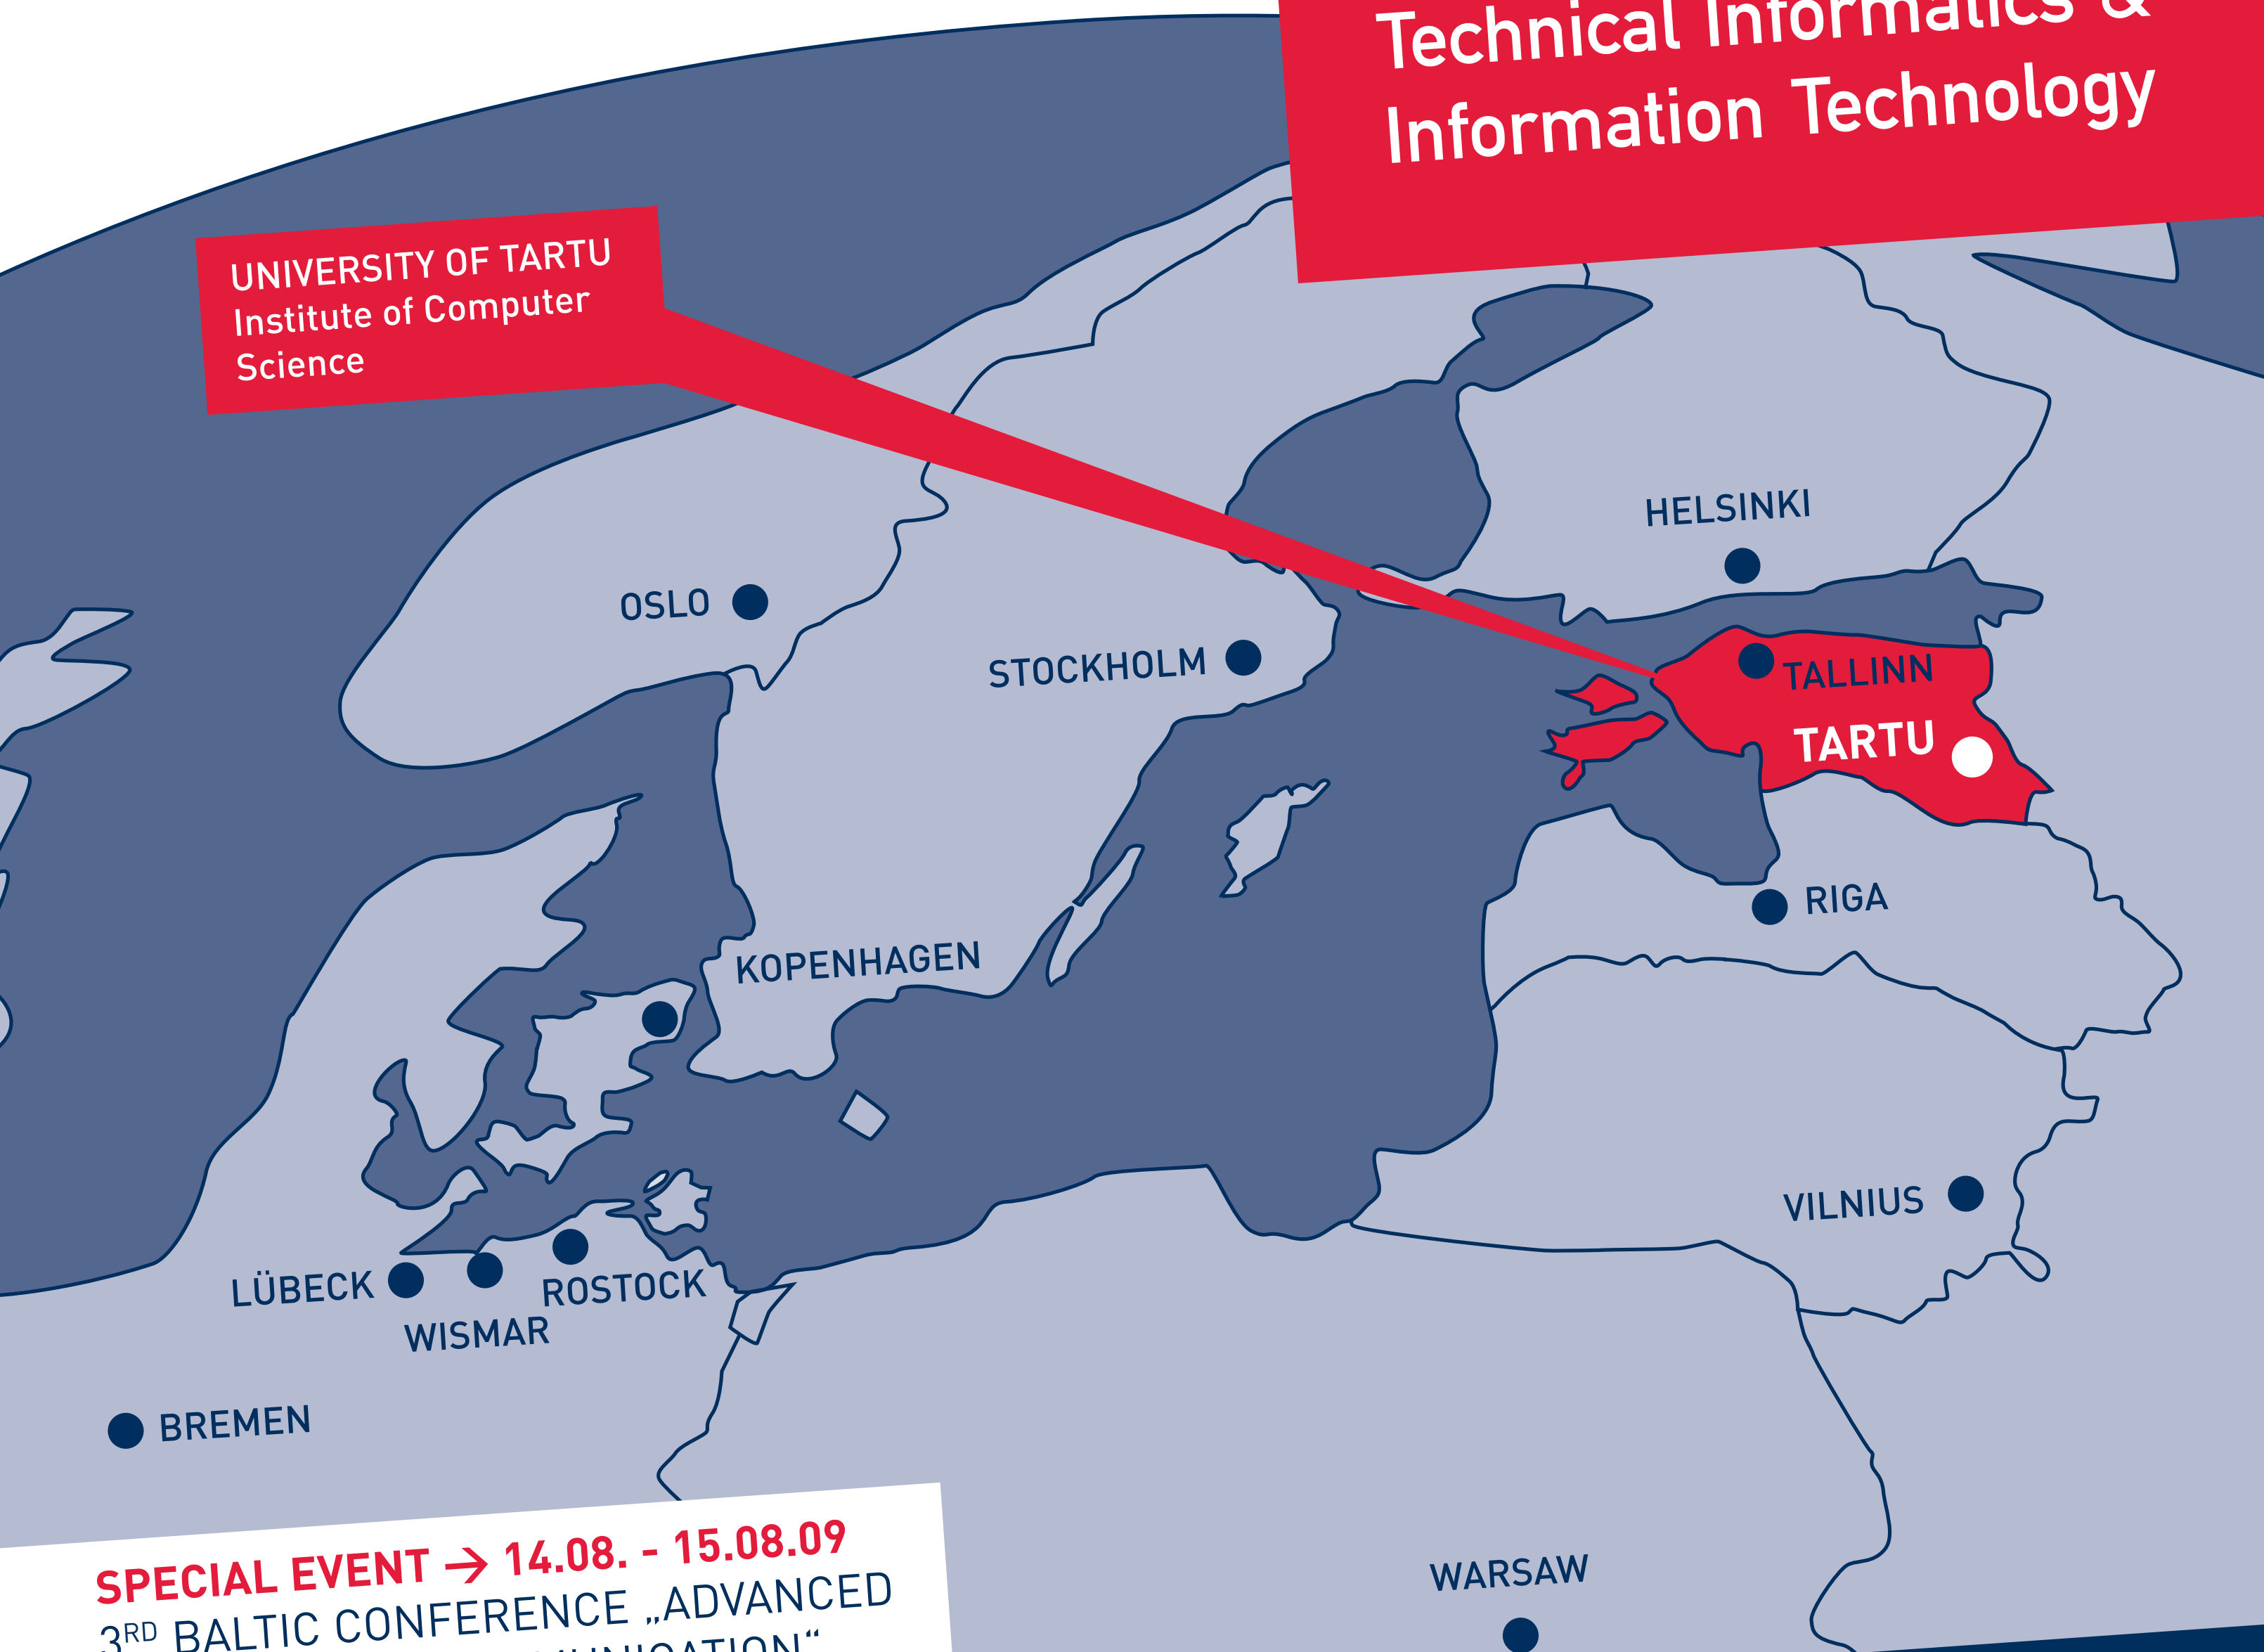 Technical Informatics &
Information Technology
UNIVERSITY OF TARTU
Institute of Computer
Science
HELSINKI
OSLO
STOCKHOLM
TALLINN
TARTU
RIGA
KOPENHAGEN
VILNIUS
LÜBECK
ROSTOCK
WISMAR
BREMEN
WARSAW
SPECIAL EVENT → 14.08. - 15.08.09
3RD BALTIC CONFERENCE „ADVANCED